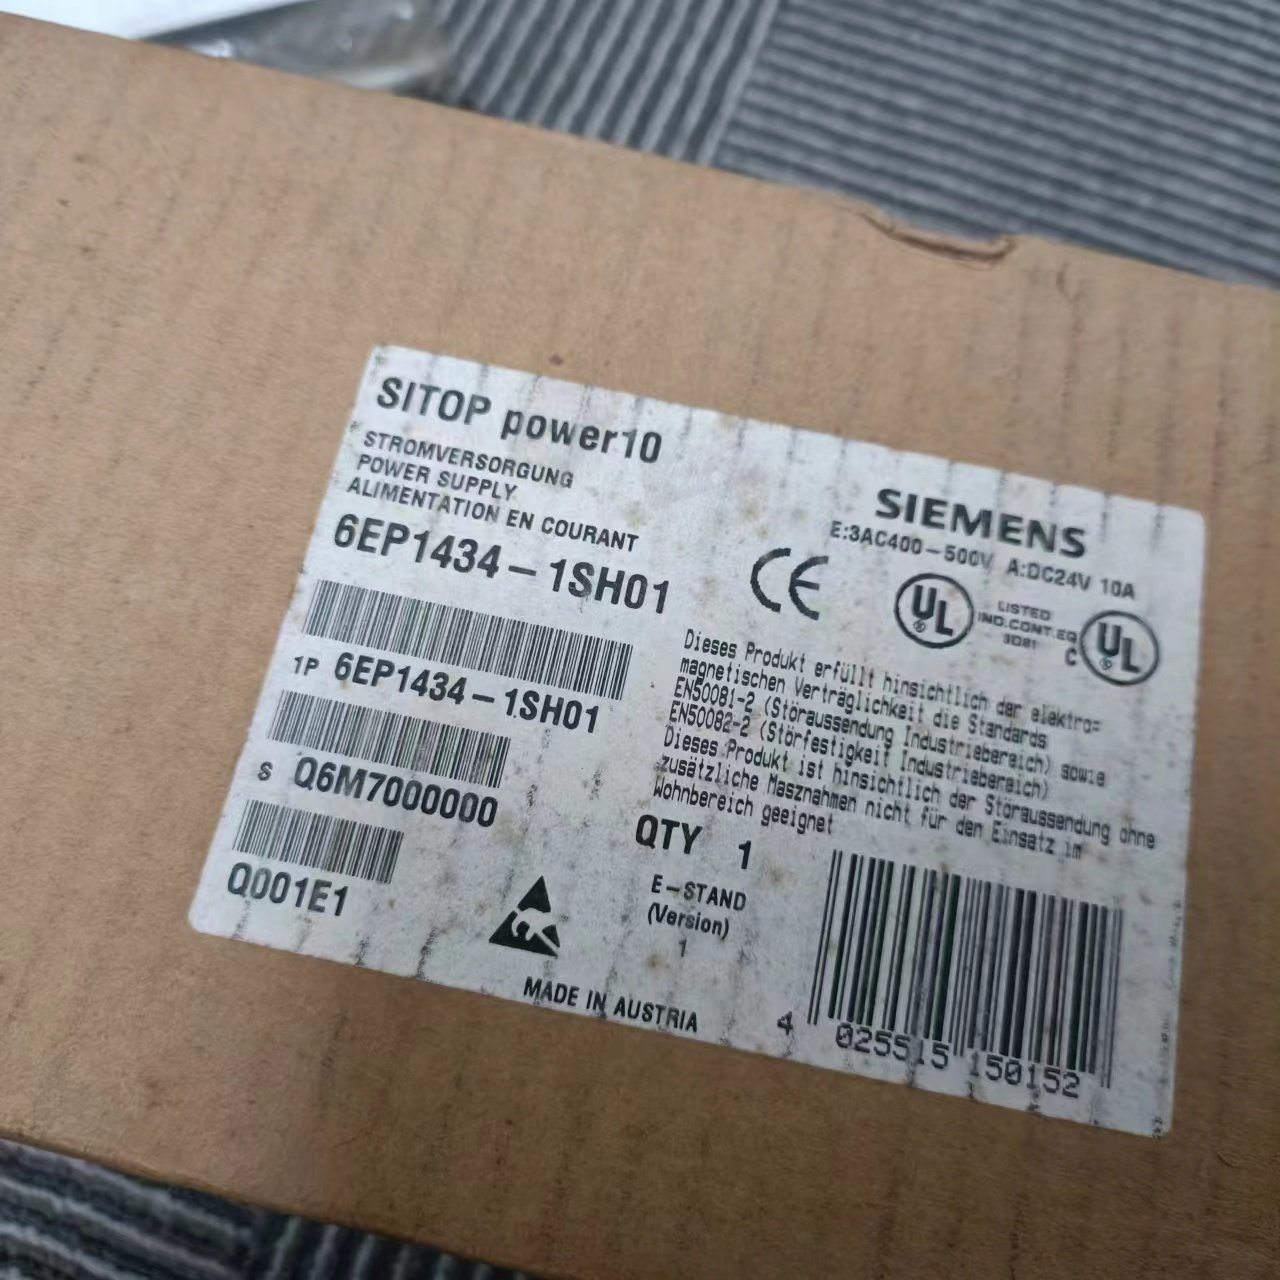 SITOP power10
STROMVERSORGUNG
POWER SUPPLY
ALIMENTATION EN COURANT
6EP1434-1SH01
1P 6EP1434-1SH01
S Q6M7000000
Q001E1
SIEMENS
E:3AC400-500V A:DC24V 10A
CE
UL
LISTED
IND.CONT.EQ
3D81
C UL
Dieses Produkt erfüllt hinsichtlich der elektro=
magnetischen Verträglichkeit die Standards
EN50081-2 (Störaussendung Industriebereich) sowie
EN50082-2 (Störfestigkeit Industriebereich)
Dieses Produkt ist hinsichtlich der Störaussendung ohne
zusätzliche Masznahmen nicht für den Einsatz im
Wohnbereich geeignet
QTY 1
E-STAND
(Version)
1
MADE IN AUSTRIA
4 025515 150152